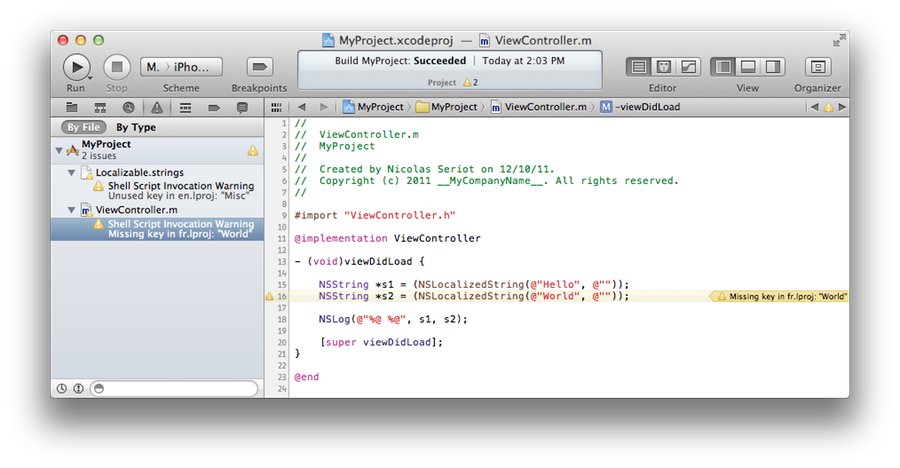 MyProject.xcodeproj — ViewController.m
Run
Stop
M... › iPho...
Scheme
Breakpoints
Build MyProject: Succeeded | Today at 2:03 PM
Project 2
Editor
View
Organizer
By File By Type
MyProject
2 issues
Localizable.strings
Shell Script Invocation Warning
Unused key in en.lproj: "Misc"
ViewController.m
Shell Script Invocation Warning
Missing key in fr.lproj: "World"
MyProject › MyProject › ViewController.m › M -viewDidLoad
1 //
2 //  ViewController.m
3 //  MyProject
4 //
5 //  Created by Nicolas Seriot on 12/10/11.
6 //  Copyright (c) 2011 __MyCompanyName__. All rights reserved.
7 //
8
9 #import "ViewController.h"
10
11 @implementation ViewController
12
13 - (void)viewDidLoad {
14
15     NSString *s1 = (NSLocalizedString(@"Hello", @""));
16     NSString *s2 = (NSLocalizedString(@"World", @"")); Missing key in fr.lproj: "World"
17
18     NSLog(@"%@ %@", s1, s2);
19
20     [super viewDidLoad];
21 }
22
23 @end
24